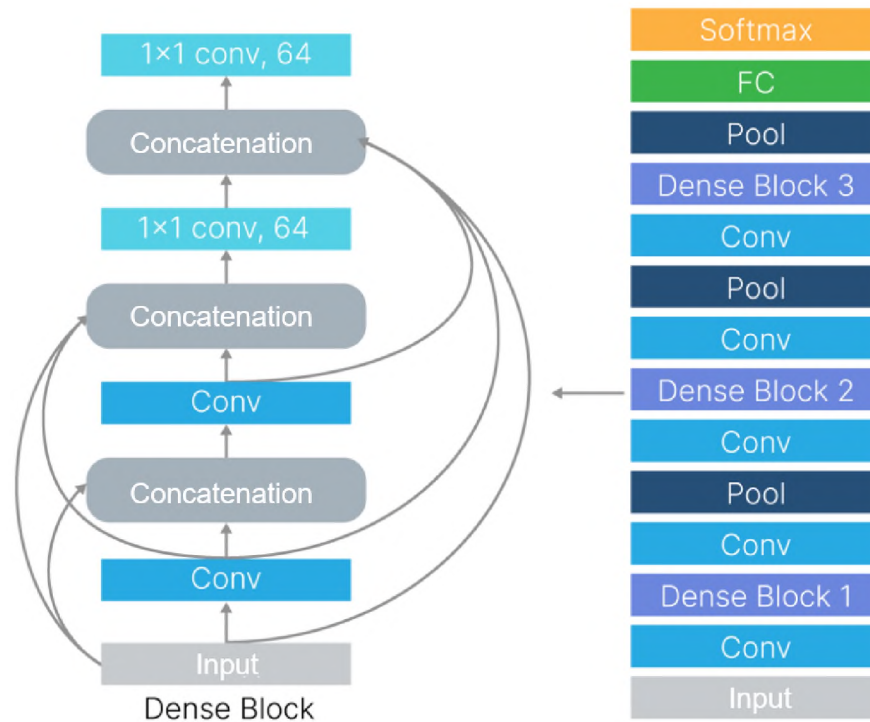 1×1 conv, 64
Concatenation
1×1 conv, 64
Concatenation
Conv
Concatenation
Conv
Input
Dense Block
Softmax
FC
Pool
Dense Block 3
Conv
Pool
Conv
Dense Block 2
Conv
Pool
Conv
Dense Block 1
Conv
Input